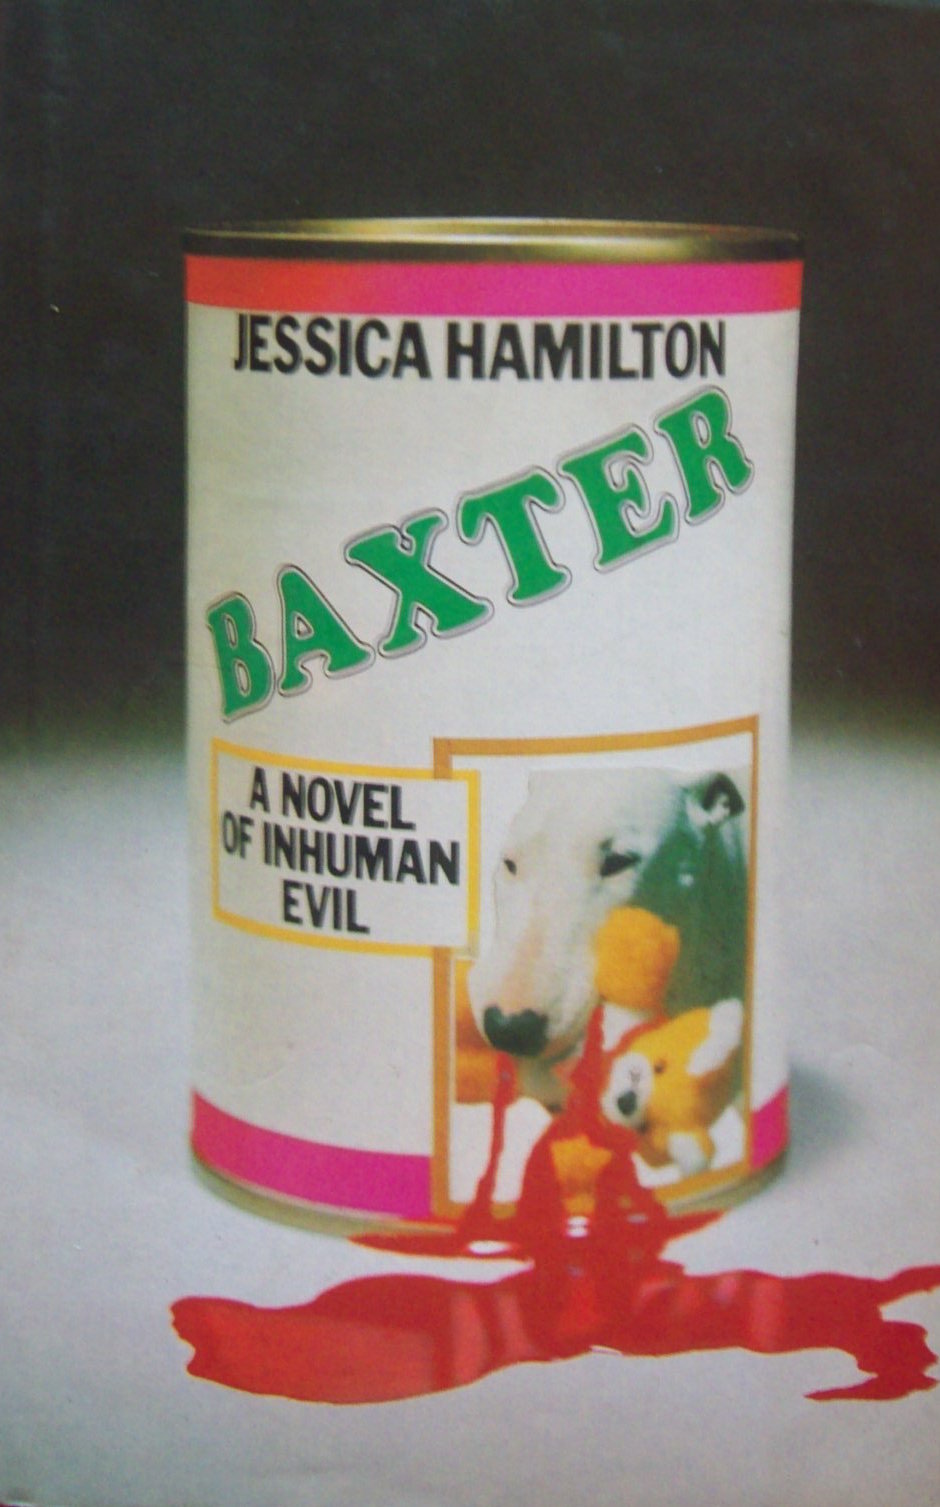 JESSICA HAMILTON
BAXTER
A NOVEL
OF INHUMAN
EVIL